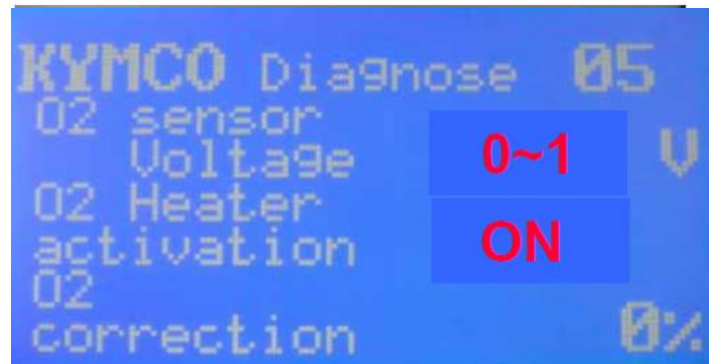 KYMCO Diagnose 05
O2 sensor
Voltage 0~1 V
O2 Heater
activation ON
O2
correction 0%